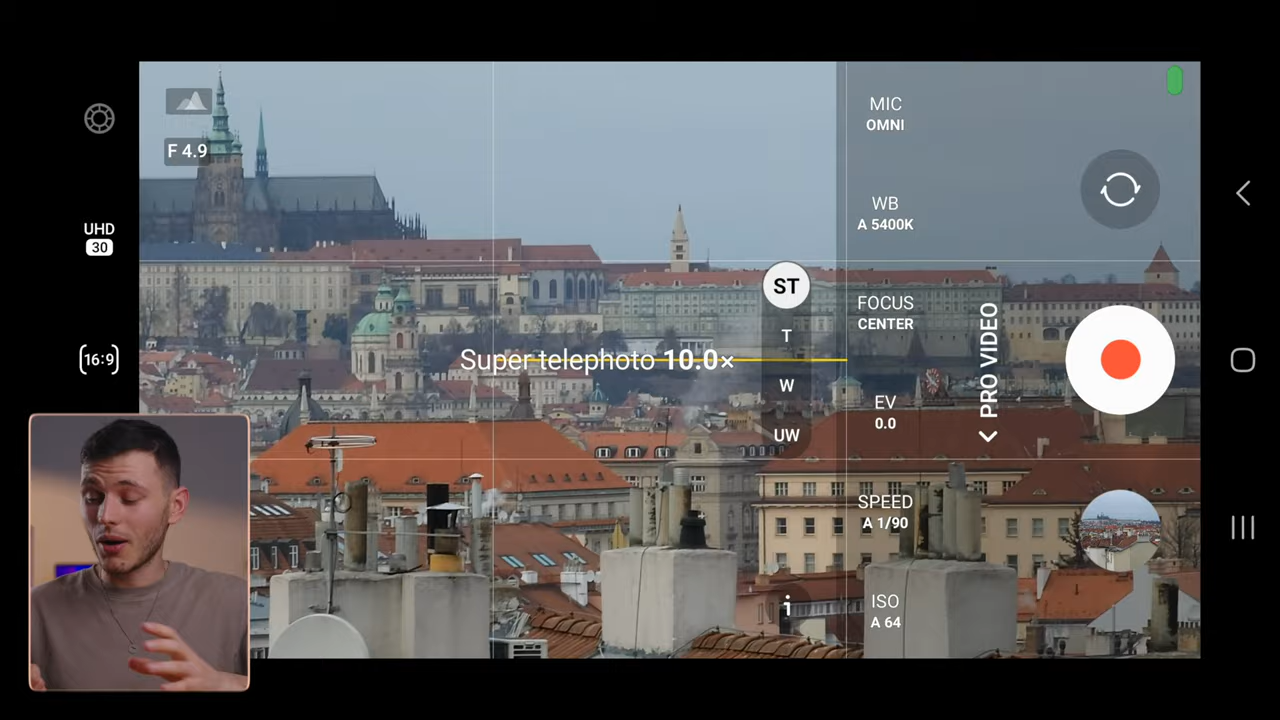 F 4.9
UHD
30
16:9
Super telephoto 10.0×
ST
T
W
UW
i
MIC
OMNI
WB
A 5400K
FOCUS
CENTER
EV
0.0
SPEED
A 1/90
ISO
A 64
PRO VIDEO